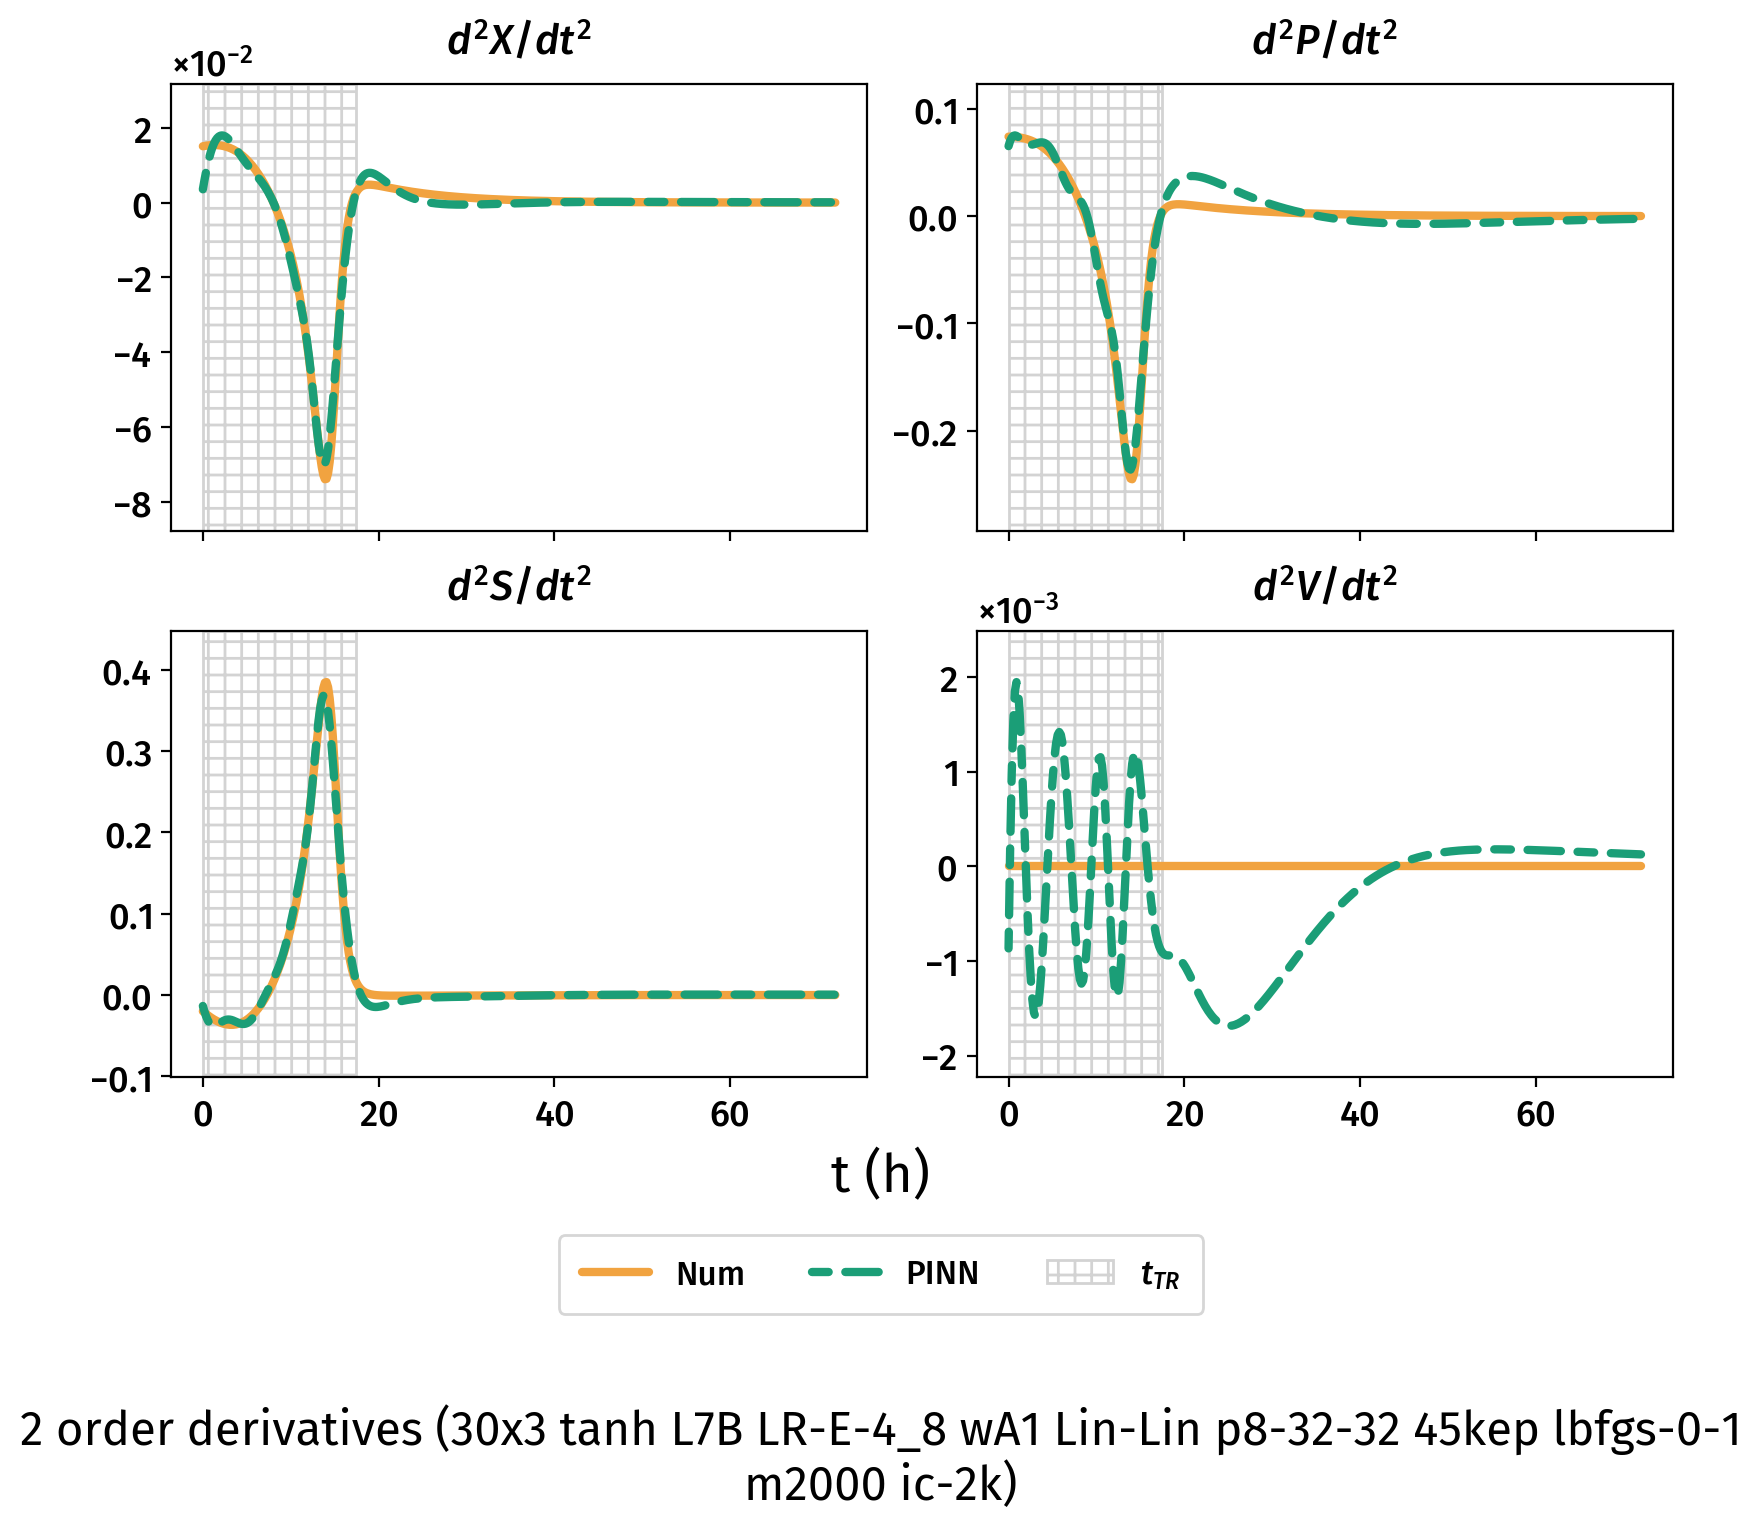 d²X/dt²
×10⁻²
2
0
−2
−4
−6
−8
d²P/dt²
0.1
0.0
−0.1
−0.2
d²S/dt²
0.4
0.3
0.2
0.1
0.0
−0.1
0 20 40 60
d²V/dt²
×10⁻³
2
1
0
−1
−2
0 20 40 60
t (h)
Num PINN t_TR
2 order derivatives (30x3 tanh L7B LR-E-4_8 wA1 Lin-Lin p8-32-32 45kep lbfgs-0-1
m2000 ic-2k)